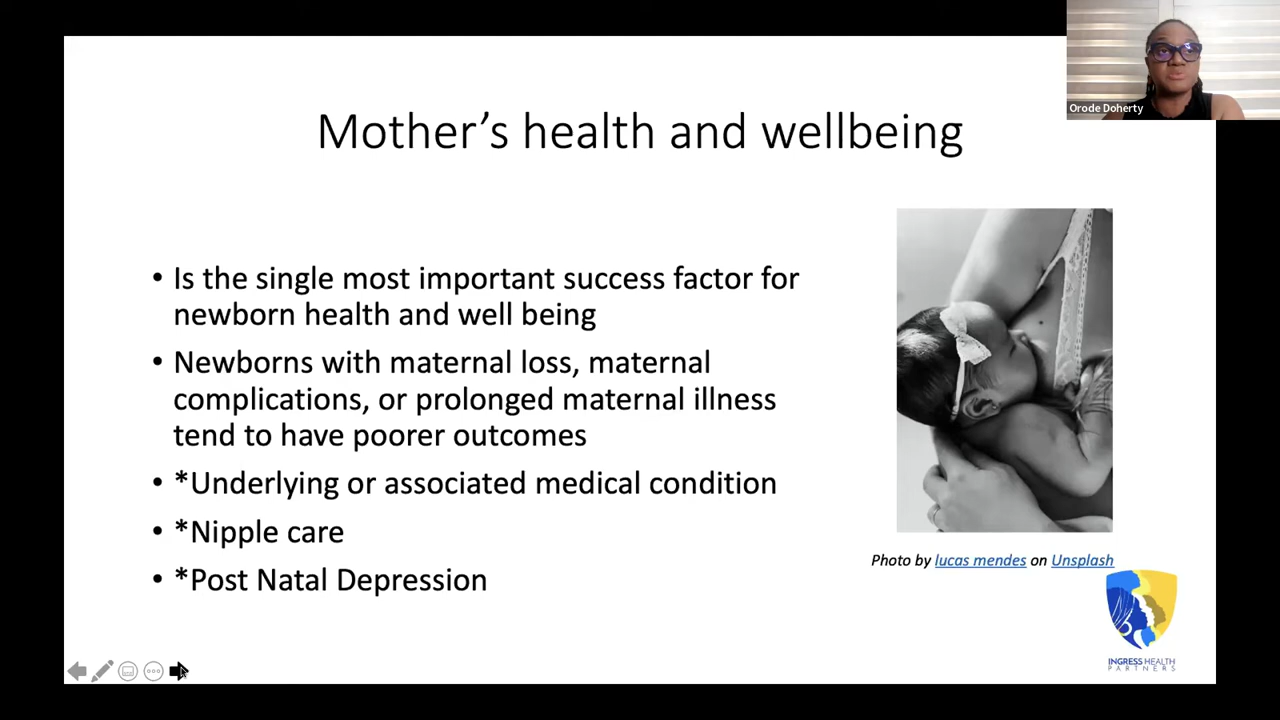 Orode Doherty
Mother’s health and wellbeing
• Is the single most important success factor for
newborn health and well being
• Newborns with maternal loss, maternal
complications, or prolonged maternal illness
tend to have poorer outcomes
• *Underlying or associated medical condition
• *Nipple care
• *Post Natal Depression
Photo by lucas mendes on Unsplash
INGRESS HEALTH
PARTNERS